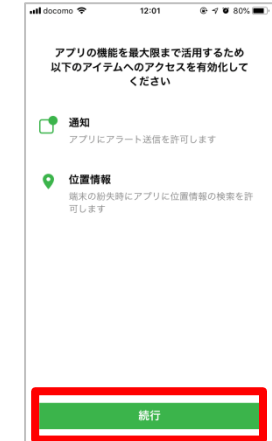 docomo 12:01 80%
アプリの機能を最大限まで活用するため
以下のアイテムへのアクセスを有効化して
ください
通知
アプリにアラート送信を許可します
位置情報
端末の紛失時にアプリに位置情報の検索を許
可します
続行